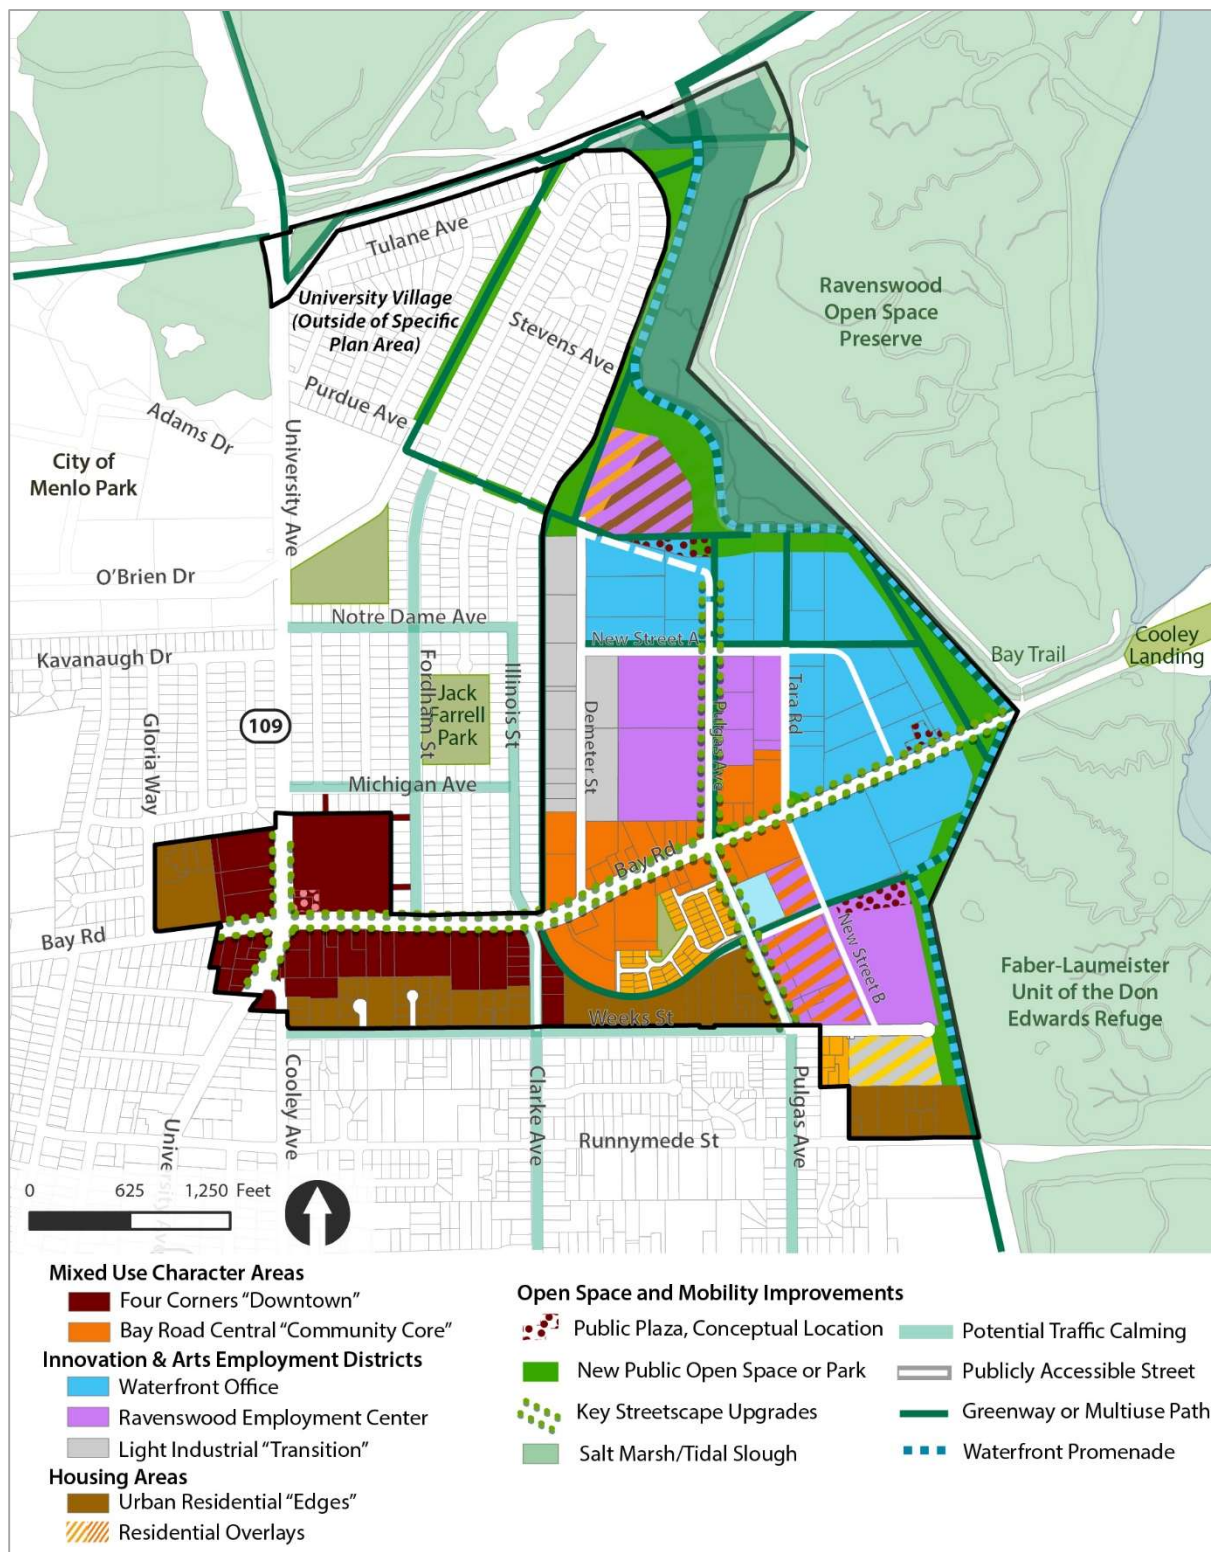 Tulane Ave
University Village
(Outside of Specific
Plan Area)
Stevens Ave
Purdue Ave
Ravenswood
Open Space
Preserve
Adams Dr
University Ave
City of
Menlo Park
O'Brien Dr
Notre Dame Ave
Kavanaugh Dr
Fordham St
Illinois St
New Street A
Bay Trail
Cooley
Landing
Gloria Way
109
Jack
Farrell
Park
Demeter St
Pulgas Ave
Tara Rd
Michigan Ave
Bay Rd
Bay Rd
New Street B
Faber-Laumeister
Unit of the Don
Edwards Refuge
Weeks St
Cooley Ave
Clarke Ave
Pulgas Ave
Runnymede St
University Ave
0 625 1,250 Feet
Mixed Use Character Areas
Four Corners "Downtown"
Bay Road Central "Community Core"
Innovation & Arts Employment Districts
Waterfront Office
Ravenswood Employment Center
Light Industrial "Transition"
Housing Areas
Urban Residential "Edges"
Residential Overlays
Open Space and Mobility Improvements
Public Plaza, Conceptual Location
New Public Open Space or Park
Key Streetscape Upgrades
Salt Marsh/Tidal Slough
Potential Traffic Calming
Publicly Accessible Street
Greenway or Multiuse Path
Waterfront Promenade